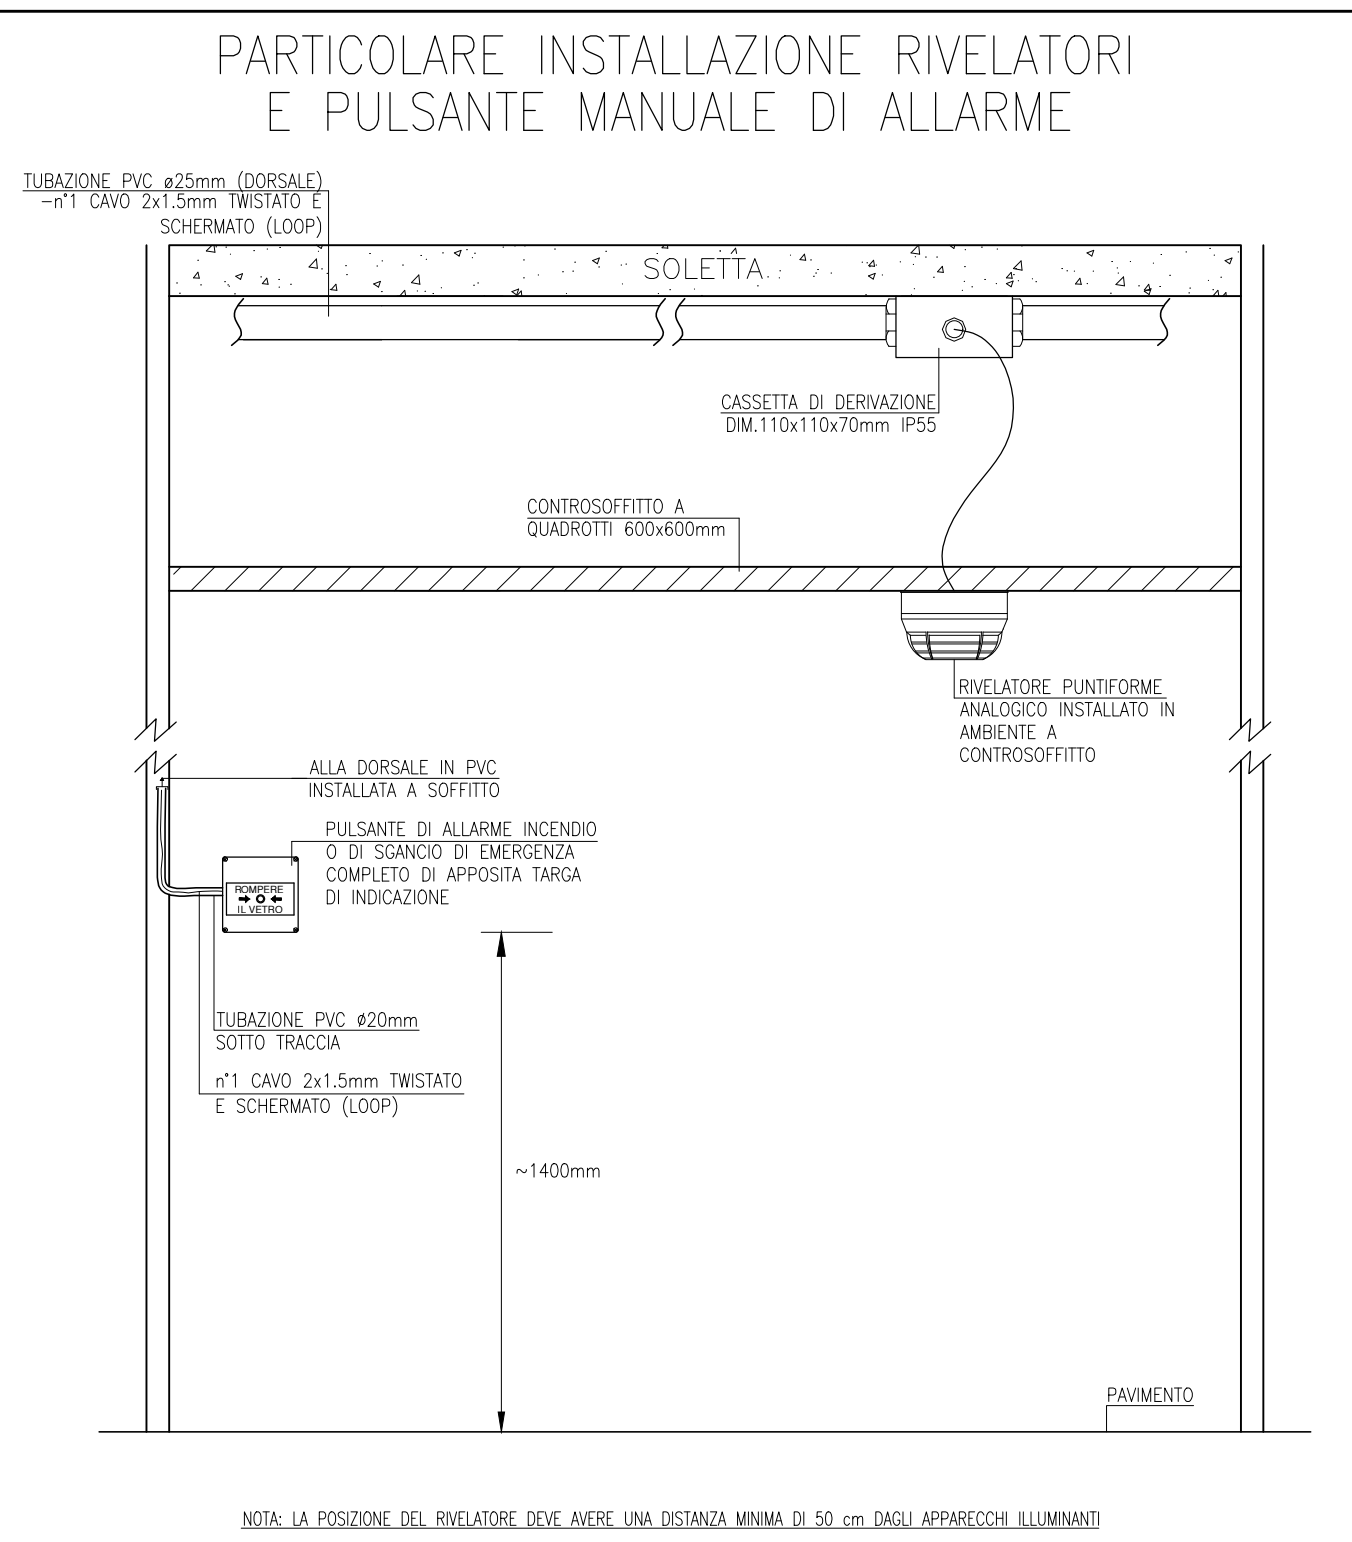 PARTICOLARE INSTALLAZIONE RIVELATORI
E PULSANTE MANUALE DI ALLARME
TUBAZIONE PVC ø25mm (DORSALE)
-n°1 CAVO 2x1.5mm TWISTATO E
SCHERMATO (LOOP)
SOLETTA
CASSETTA DI DERIVAZIONE
DIM.110x110x70mm IP55
CONTROSOFFITTO A
QUADROTTI 600x600mm
RIVELATORE PUNTIFORME
ANALOGICO INSTALLATO IN
AMBIENTE A
CONTROSOFFITTO
ALLA DORSALE IN PVC
INSTALLATA A SOFFITTO
PULSANTE DI ALLARME INCENDIO
O DI SGANCIO DI EMERGENZA
COMPLETO DI APPOSITA TARGA
DI INDICAZIONE
ROMPERE
IL VETRO
TUBAZIONE PVC ø20mm
SOTTO TRACCIA
n°1 CAVO 2x1.5mm TWISTATO
E SCHERMATO (LOOP)
~1400mm
PAVIMENTO
NOTA: LA POSIZIONE DEL RIVELATORE DEVE AVERE UNA DISTANZA MINIMA DI 50 cm DAGLI APPARECCHI ILLUMINANTI